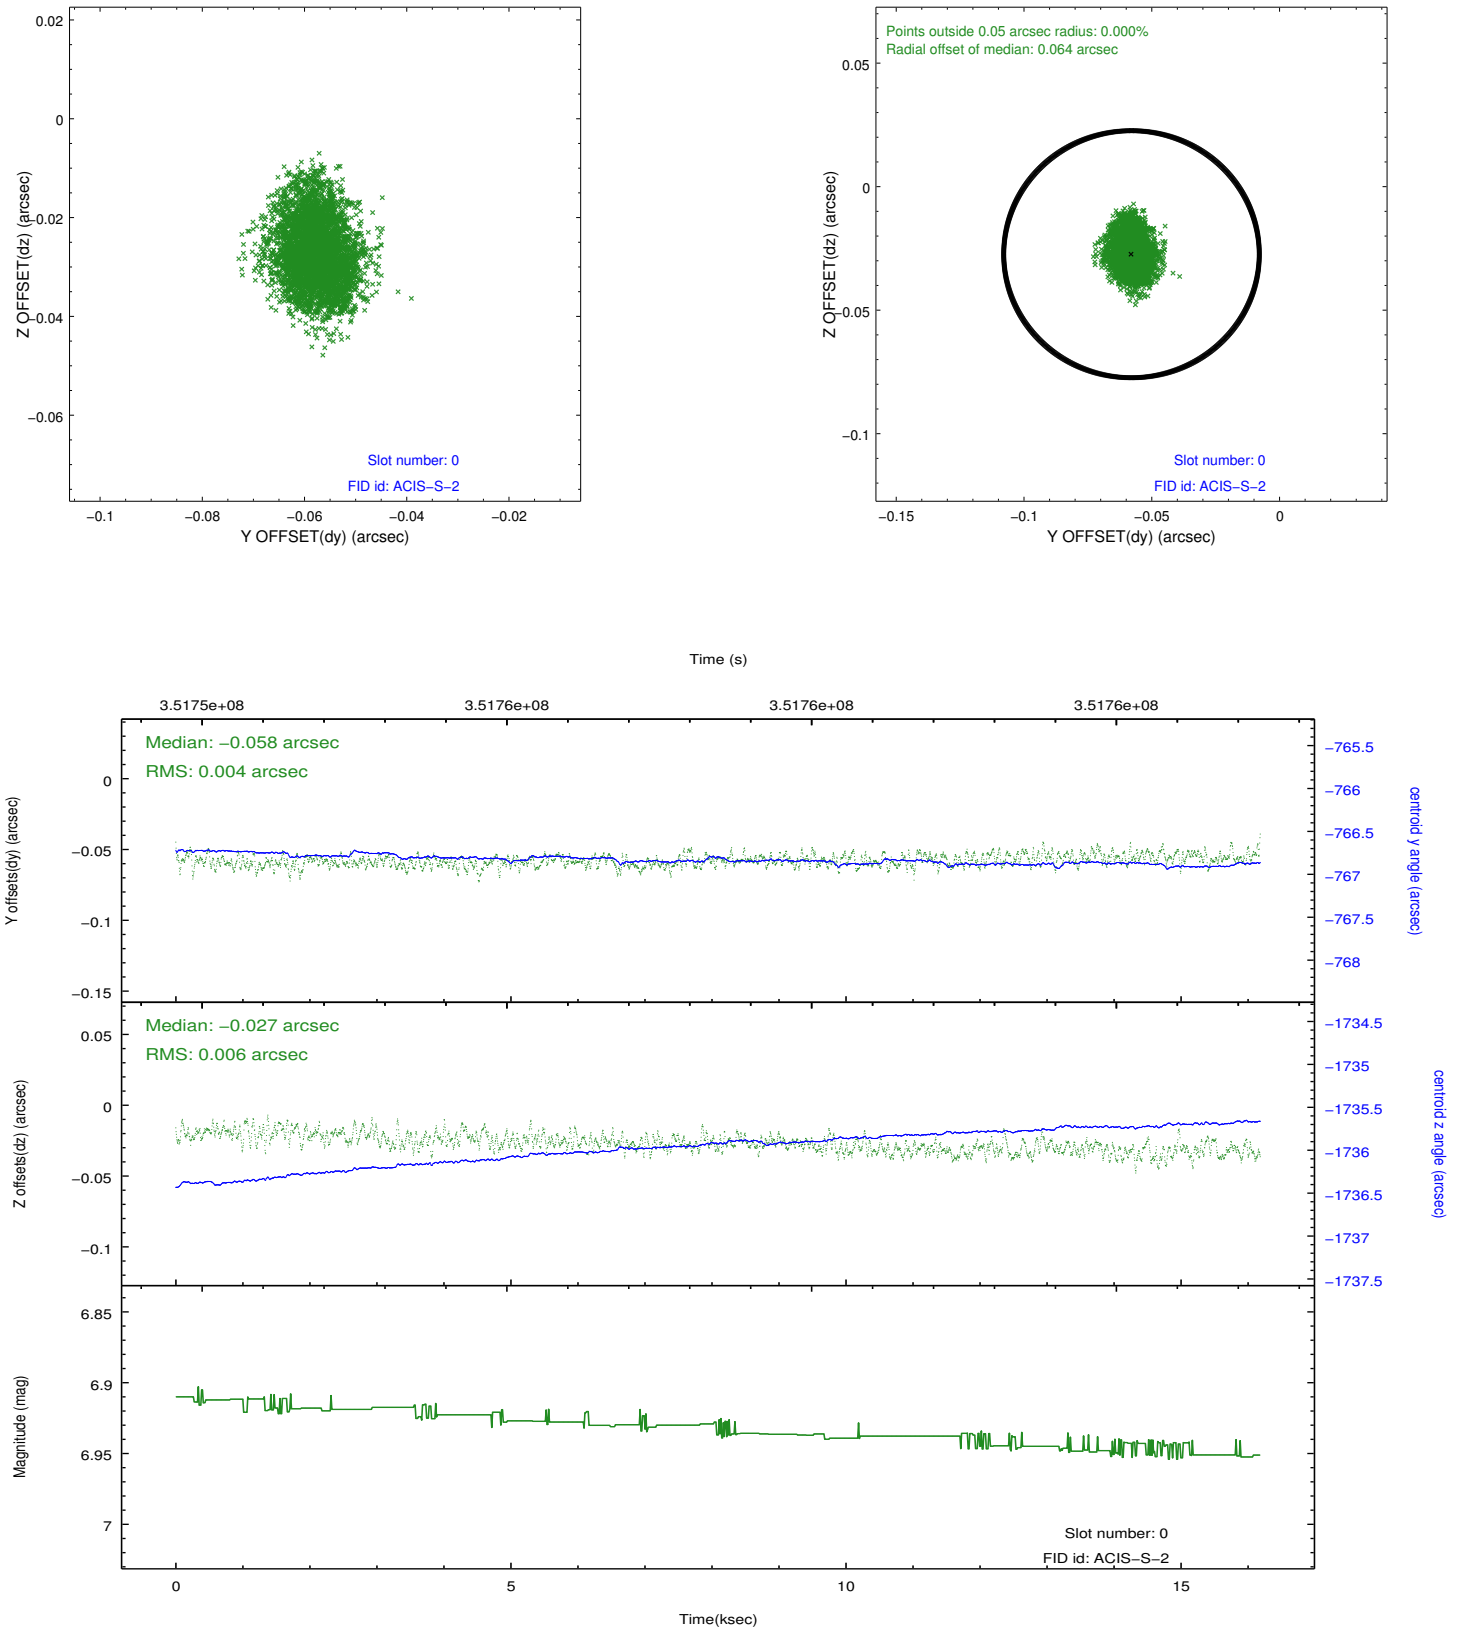 0.02
0
−0.02
−0.04
−0.06
Z OFFSET(dz) (arcsec)
Slot number: 0
FID id: ACIS−S−2
−0.1
−0.08
−0.06
−0.04
−0.02
Y OFFSET(dy) (arcsec)
Points outside 0.05 arcsec radius: 0.000%
Radial offset of median: 0.064 arcsec
0.05
0
−0.05
−0.1
Z OFFSET(dz) (arcsec)
Slot number: 0
FID id: ACIS−S−2
−0.15
−0.1
−0.05
0
Y OFFSET(dy) (arcsec)
Time (s)
3.5175e+08
3.5176e+08
3.5176e+08
3.5176e+08
Median: −0.058 arcsec
RMS: 0.004 arcsec
0
−0.05
−0.1
−0.15
Y offsets(dy) (arcsec)
−765.5
−766
−766.5
−767
−767.5
−768
centroid y angle (arcsec)
Median: −0.027 arcsec
RMS: 0.006 arcsec
0.05
0
−0.05
−0.1
Z offsets(dz) (arcsec)
−1734.5
−1735
−1735.5
−1736
−1736.5
−1737
−1737.5
centroid z angle (arcsec)
6.85
6.9
6.95
7
Magnitude (mag)
Slot number: 0
FID id: ACIS−S−2
0
5
10
15
Time(ksec)